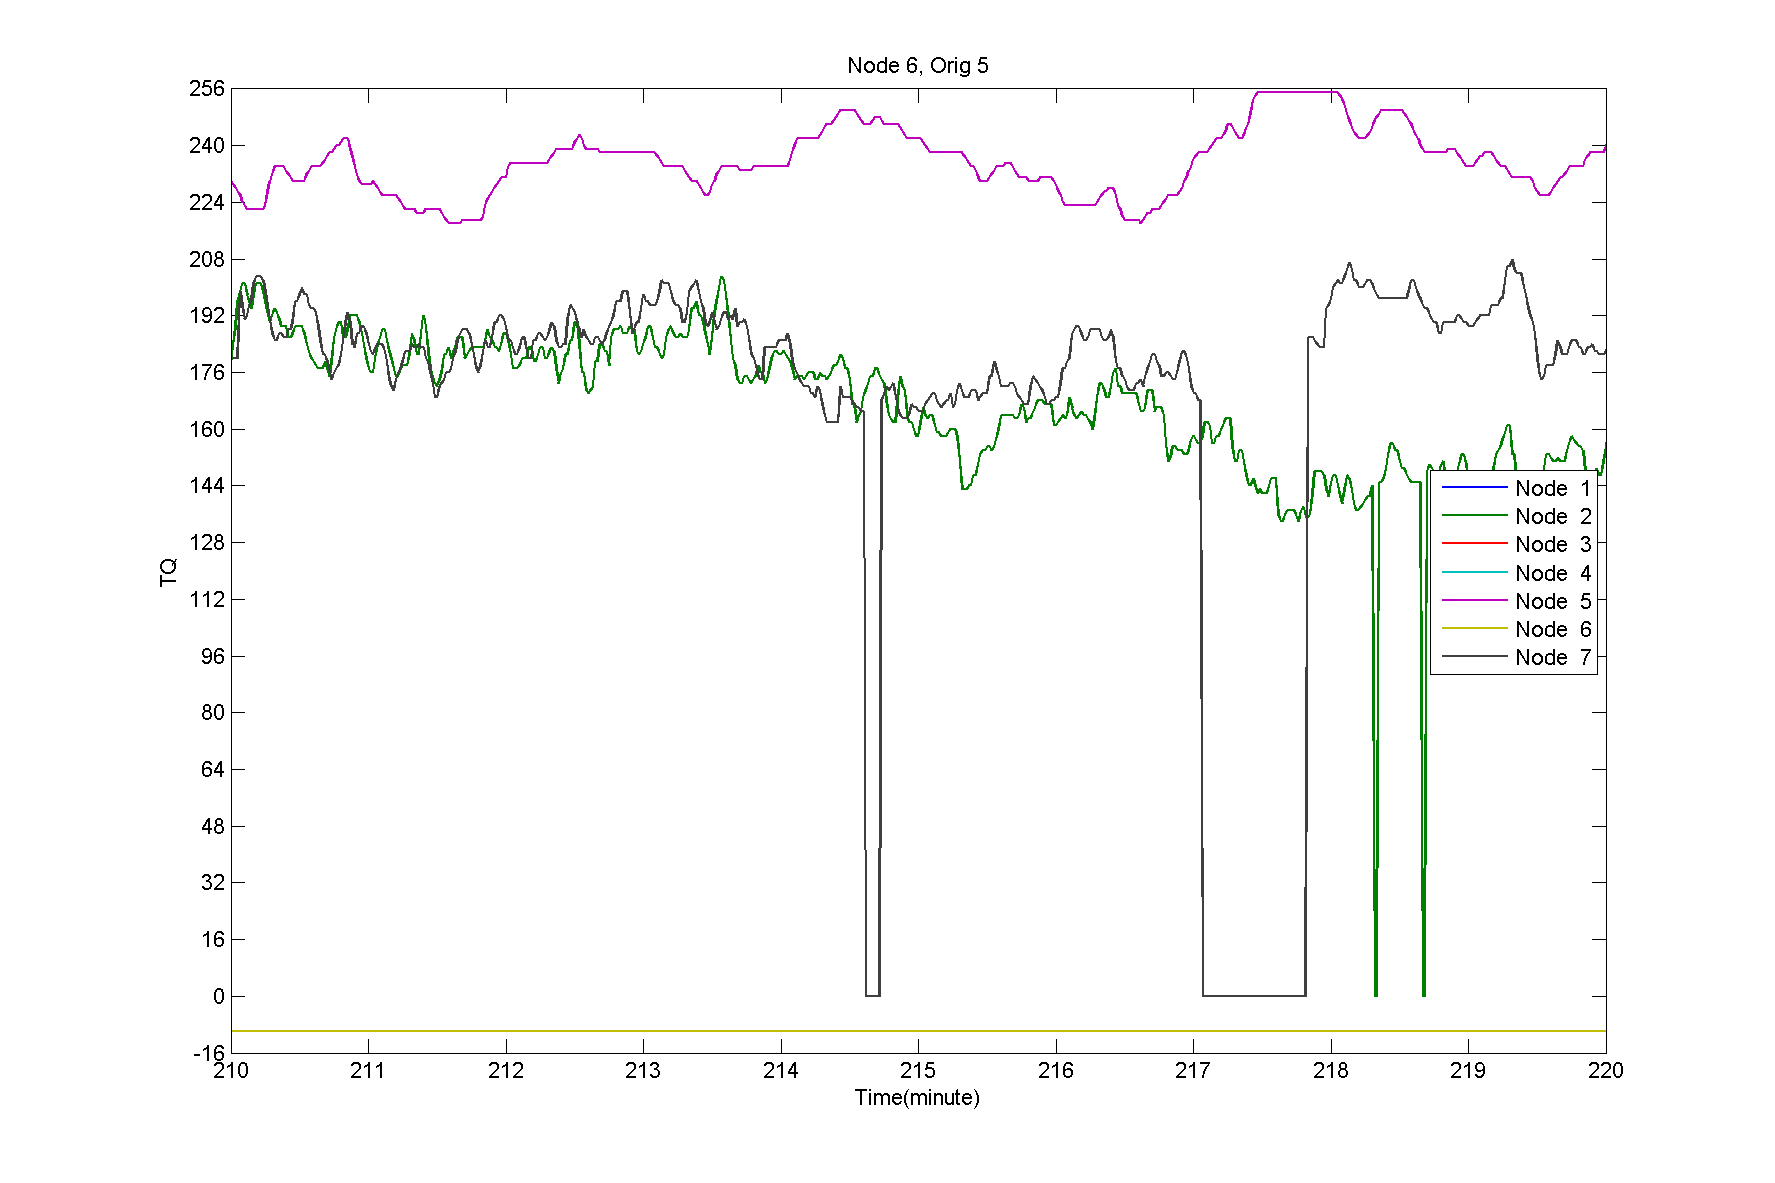 Node 6, Orig 5
256
240
224
208
192
176
160
144
128
112
96
80
64
48
32
16
0
-16
TQ
Node 1
Node 2
Node 3
Node 4
Node 5
Node 6
Node 7
210 211 212 213 214 215 216 217 218 219 220
Time(minute)